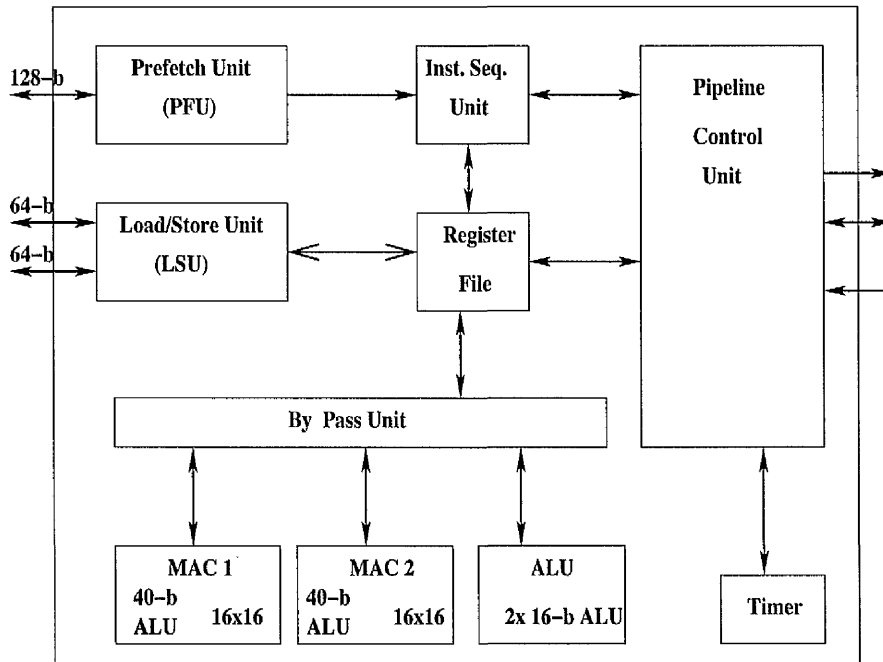 128-b
Prefetch Unit
(PFU)
Inst. Seq.
Unit
Pipeline
Control
Unit
64-b
64-b
Load/Store Unit
(LSU)
Register
File
By Pass Unit
MAC 1
40-b
ALU
16x16
MAC 2
40-b
ALU
16x16
ALU
2x 16-b ALU
Timer